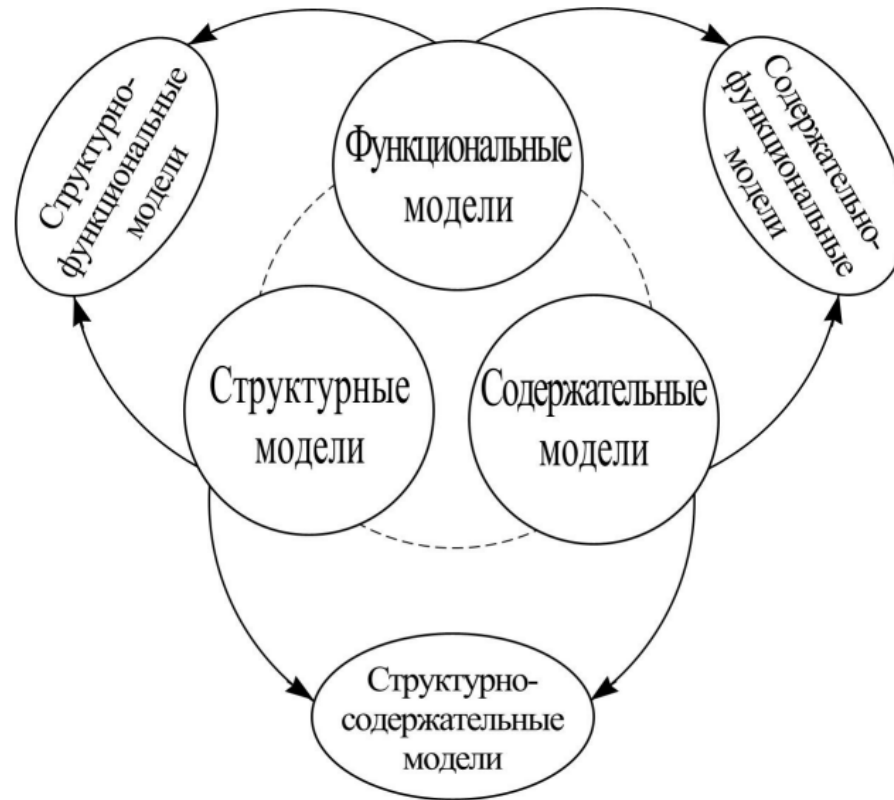 Структурно-
функциональные
модели
Функциональные
модели
Содержательно-
функциональные
модели
Структурные
модели
Содержательные
модели
Структурно-
содержательные
модели